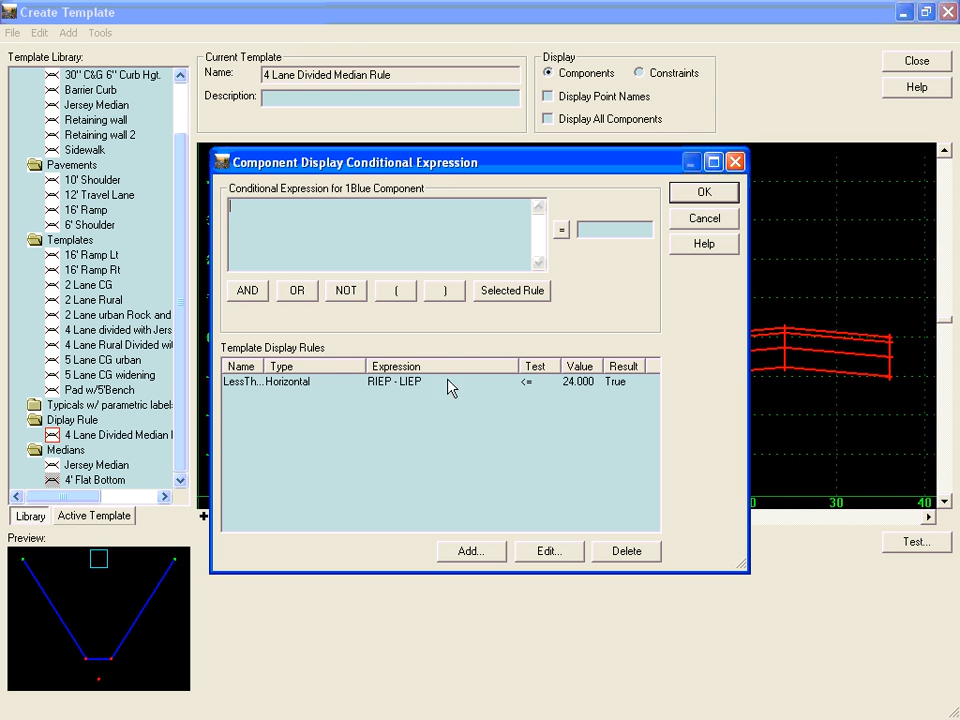 Create Template
File Edit Add Tools
Template Library:
30" C&G 6" Curb Hgt.
Barrier Curb
Jersey Median
Retaining wall
Retaining wall 2
Sidewalk
Pavements
10' Shoulder
12' Travel Lane
16' Ramp
6' Shoulder
Templates
16' Ramp Lt
16' Ramp Rt
2 Lane CG
2 Lane Rural
2 Lane urban Rock and
4 Lane divided with Jers
4 Lane Rural Divided wi
5 Lane CG urban
5 Lane CG widening
Pad w/5'Bench
Typicals w/ parametric label
Diplay Rule
4 Lane Divided Median
Medians
Jersey Median
4' Flat Bottom
Library Active Template
Preview:
Current Template
Name: 4 Lane Divided Median Rule
Description:
Display
Components Constraints
Display Point Names
Display All Components
Close
Help
Component Display Conditional Expression
Conditional Expression for 1Blue Component
=
OK
Cancel
Help
AND OR NOT ( ) Selected Rule
Template Display Rules
Name Type Expression Test Value Result
LessTh... Horizontal RIEP - LIEP <= 24.000 True
Add... Edit... Delete
30 40
Test...